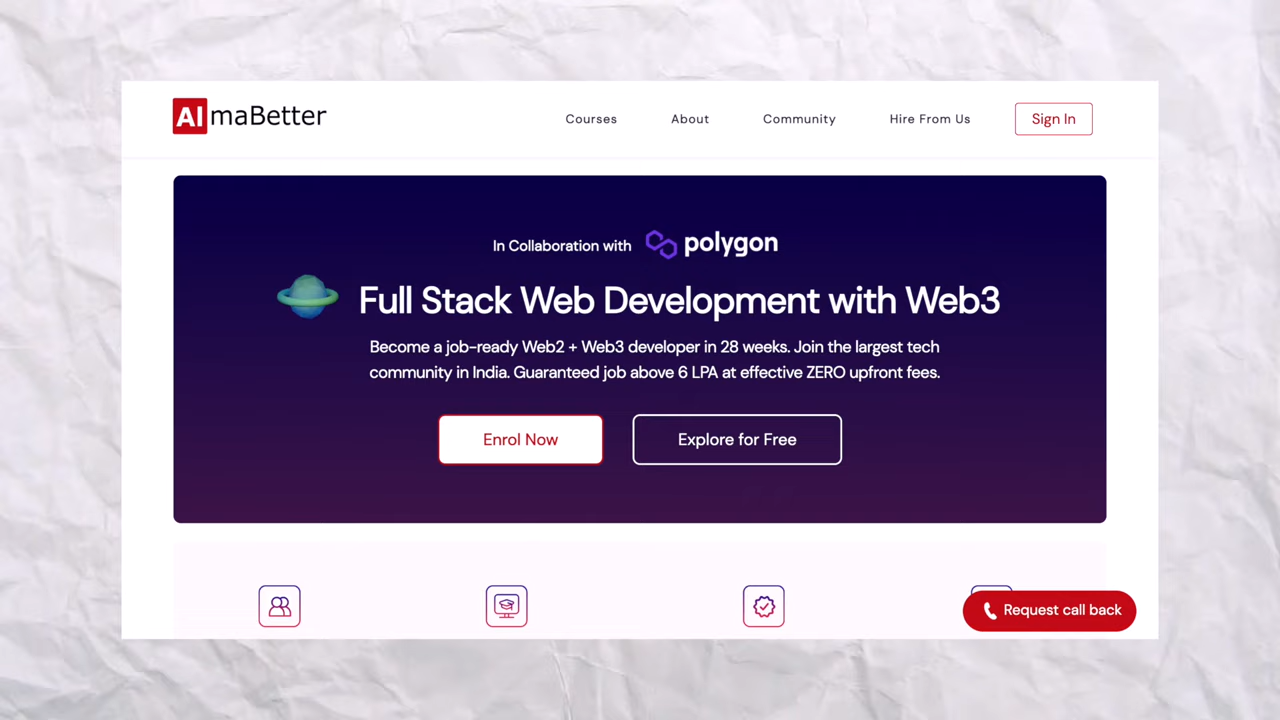 AlmaBetter
Courses
About
Community
Hire From Us
Sign In
In Collaboration with polygon
Full Stack Web Development with Web3
Become a job-ready Web2 + Web3 developer in 28 weeks. Join the largest tech
community in India. Guaranteed job above 6 LPA at effective ZERO upfront fees.
Enrol Now
Explore for Free
Request call back